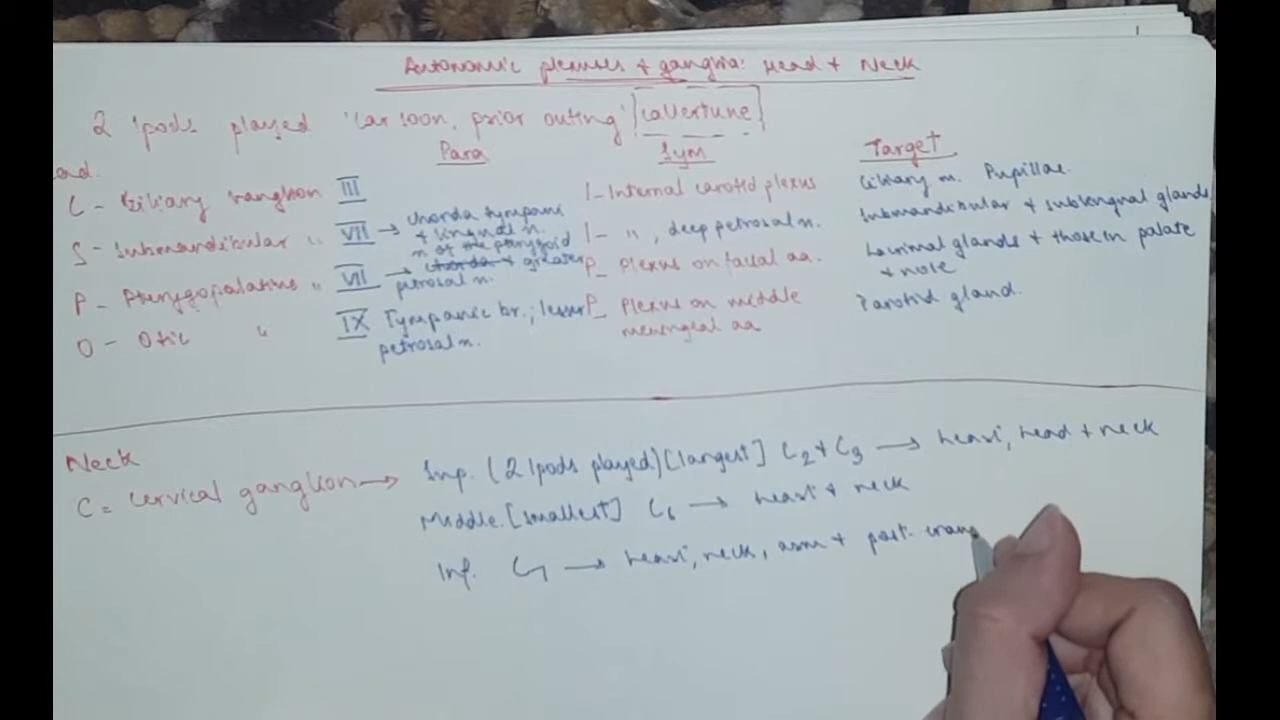 Autonomic plexuses & ganglia: Head & Neck
2 Ipods played 'cartoon, prior outing' [covertune]
ead.
Para Sym Target
C - Ciliary ganglion III I - Internal carotid plexus Ciliary m. Pupillae.
S - Submandibular " VII → chorda tympani & lingual n. I - ", deep petrosal n. Submandibular & sublingual glands
P - Pterygopalatine " VII → n of the pterygoid & greater petrosal n. P - Plexus on facial aa. Lacrimal glands & those in palate & nose
O - Otic " IX Tympanic br.; lesser petrosal n. P - Plexus on middle meningeal aa Parotid gland.
Neck
C = Cervical ganglion → Sup. (2 Ipods played) [largest] C2 & C3 → heart, head & neck
Middle. [smallest] C6 → heart & neck
Inf. C7 → heart, neck, arm & post. cran